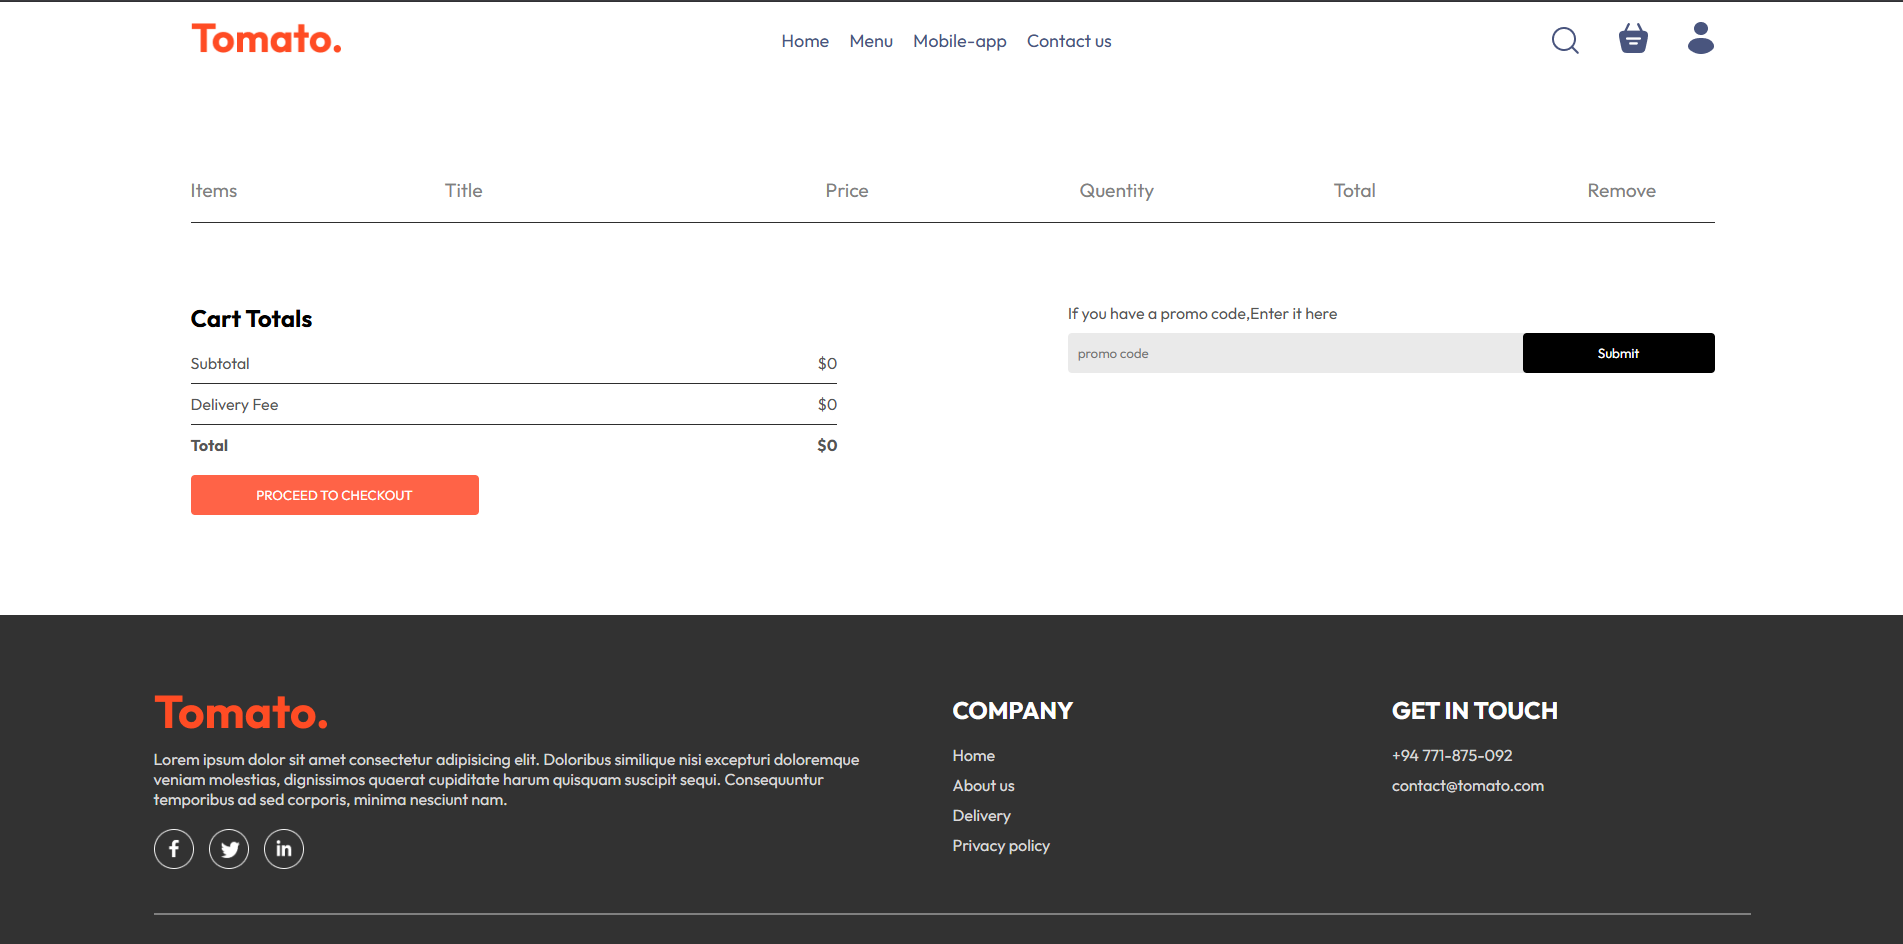 Tomato.
Home Menu Mobile-app Contact us
Items Title Price Quentity Total Remove
Cart Totals
Subtotal $0
Delivery Fee $0
Total $0
PROCEED TO CHECKOUT
If you have a promo code,Enter it here
promo code Submit
Tomato.
Lorem ipsum dolor sit amet consectetur adipisicing elit. Doloribus similique nisi excepturi doloremque
veniam molestias, dignissimos quaerat cupiditate harum quisquam suscipit sequi. Consequuntur
temporibus ad sed corporis, minima nesciunt nam.
f in
COMPANY
Home
About us
Delivery
Privacy policy
GET IN TOUCH
+94 771-875-092
contact@tomato.com